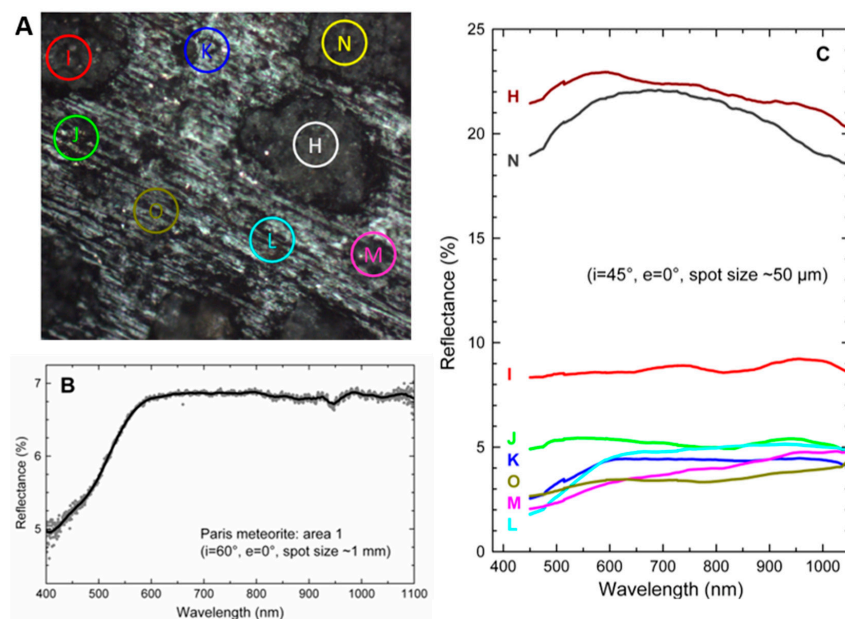 A
I
K
N
J
H
O
L
M
B
7
6
5
Reflectance (%)
Paris meteorite: area 1
(i=60°, e=0°, spot size ~1 mm)
400 500 600 700 800 900 1000 1100
Wavelength (nm)
C
25
20
15
10
5
0
Reflectance (%)
H
N
(i=45°, e=0°, spot size ~50 µm)
I
J
K
O
M
L
400 500 600 700 800 900 1000
Wavelength (nm)